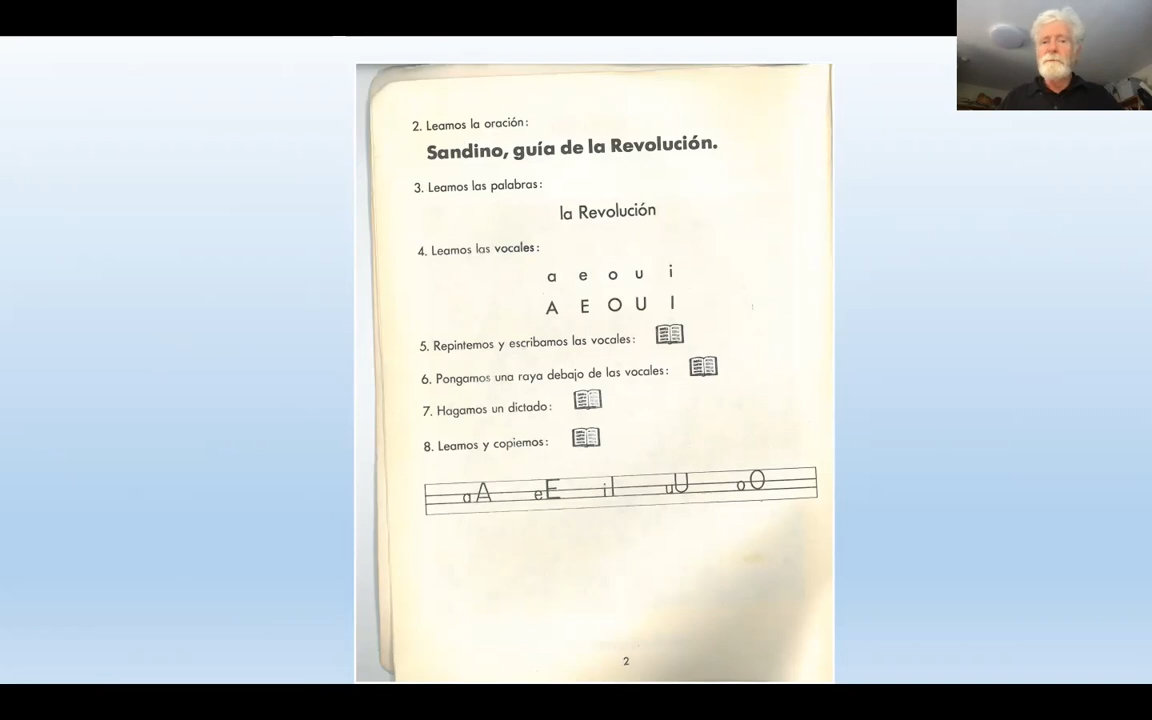 2. Leamos la oración:
Sandino, guía de la Revolución.
3. Leamos las palabras:
la Revolución
4. Leamos las vocales:
a e o u i
A E O U I
5. Repintemos y escribamos las vocales:
6. Pongamos una raya debajo de las vocales:
7. Hagamos un dictado:
8. Leamos y copiemos:
aA eE iI uU oO
2